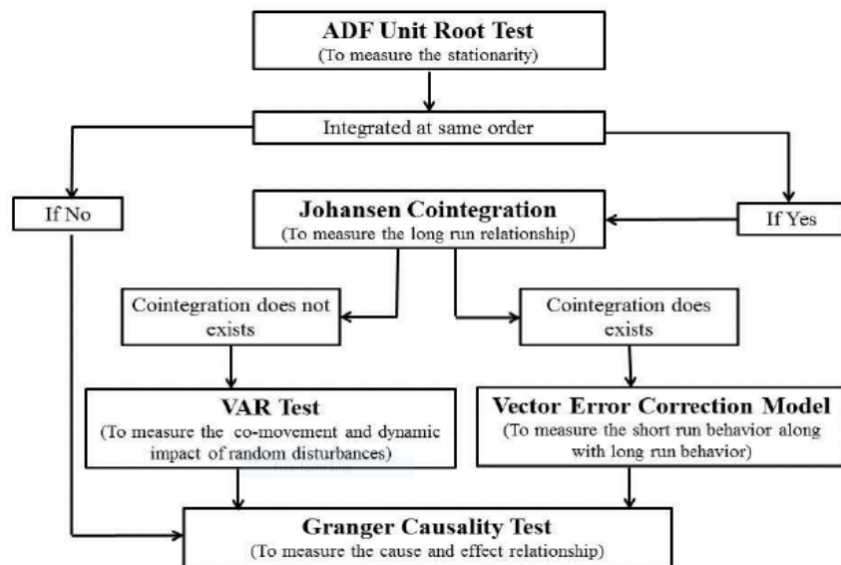 ADF Unit Root Test
(To measure the stationarity)
Integrated at same order
If No
Johansen Cointegration
(To measure the long run relationship)
If Yes
Cointegration does not
exists
Cointegration does
exists
VAR Test
(To measure the co-movement and dynamic
impact of random disturbances)
Vector Error Correction Model
(To measure the short run behavior along
with long run behavior)
Granger Causality Test
(To measure the cause and effect relationship)